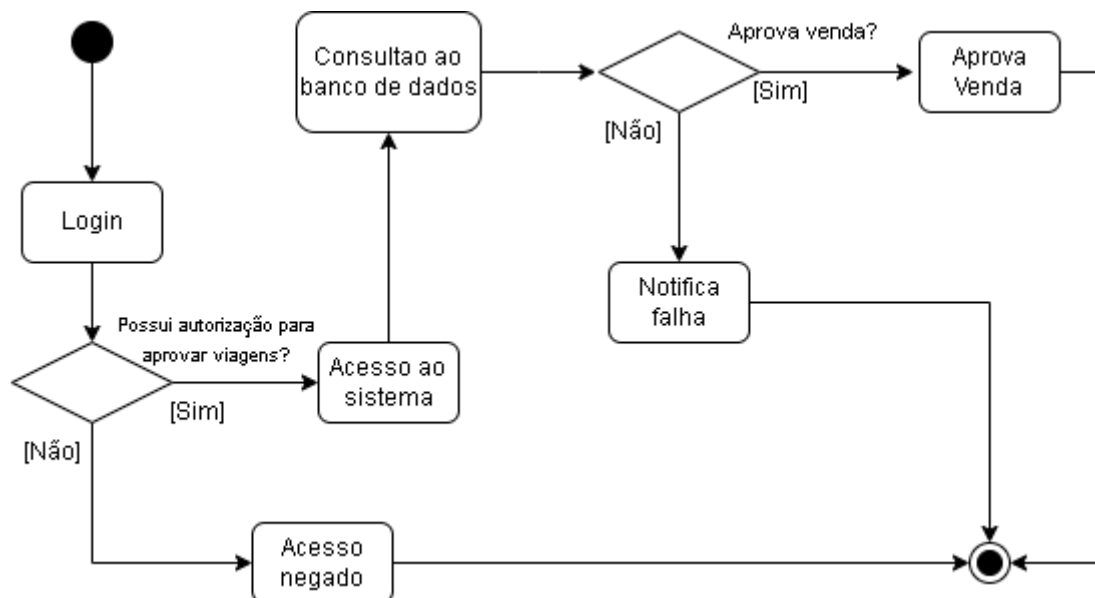 Consultao ao
banco de dados
Aprova venda?
[Sim]
[Não]
Aprova
Venda
Login
Notifica
falha
Possui autorização para
aprovar viagens?
[Sim]
[Não]
Acesso ao
sistema
Acesso
negado